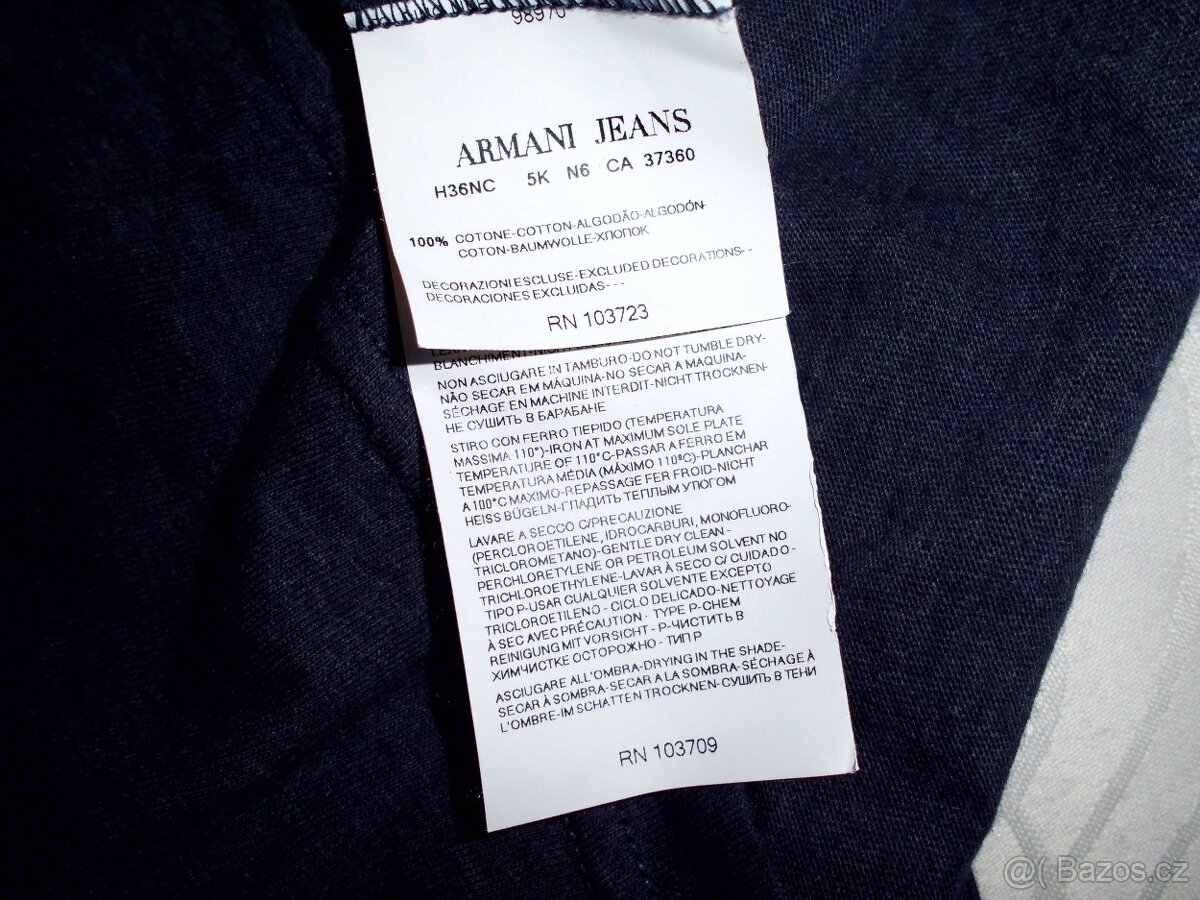 98970
ARMANI JEANS
H36NC 5K N6 CA 37360
100% COTONE-COTTON-ALGODÃO-ALGODÓN-
COTON-BAUMWOLLE-ХЛОПОК
DECORAZIONI ESCLUSE-EXCLUDED DECORATIONS--
DECORACIONES EXCLUIDAS---
RN 103723
BLANCHIMENT-
NON ASCIUGARE IN TAMBURO-DO NOT TUMBLE DRY-
NÃO SECAR EM MÁQUINA-NO SECAR A MAQUINA-
SÉCHAGE EN MACHINE INTERDIT-NICHT TROCKNEN-
НЕ СУШИТЬ В БАРАБАНЕ
STIRO CON FERRO TIEPIDO (TEMPERATURA
MASSIMA 110°)-IRON AT MAXIMUM SOLE PLATE
TEMPERATURE OF 110°C-PASSAR A FERRO EM
TEMPERATURA MÉDIA (MÁXIMO 110ºC)-PLANCHAR
A 100°C MAXIMO-REPASSAGE FER FROID-NICHT
HEISS BÜGELN-ГЛАДИТЬ ТЕПЛЫМ УТЮГОМ
LAVARE A SECCO C/PRECAUZIONE
(PERCLOROETILENE, IDROCARBURI, MONOFLUORO-
TRICLOROMETANO)-GENTLE DRY CLEAN -
PERCHLORETYLENE OR PETROLEUM SOLVENT NO
TRICHLOROETHYLENE-LAVAR À SECO C/ CUIDADO -
TIPO P-USAR CUALQUIER SOLVENTE EXCEPTO
TRICLOROETILENO - CICLO DELICADO-NETTOYAGE
À SEC AVEC PRÉCAUTION - TYPE P-CHEM
REINIGUNG MIT VORSICHT - P-ЧИСТИТЬ В
ХИМЧИСТКЕ ОСТОРОЖНО - ТИП P
ASCIUGARE ALL'OMBRA-DRYING IN THE SHADE-
SECAR À SOMBRA-SECAR A LA SOMBRA-SÉCHAGE À
L'OMBRE-IM SCHATTEN TROCKNEN-СУШИТЬ В ТЕНИ
RN 103709
@( Bazos.cz